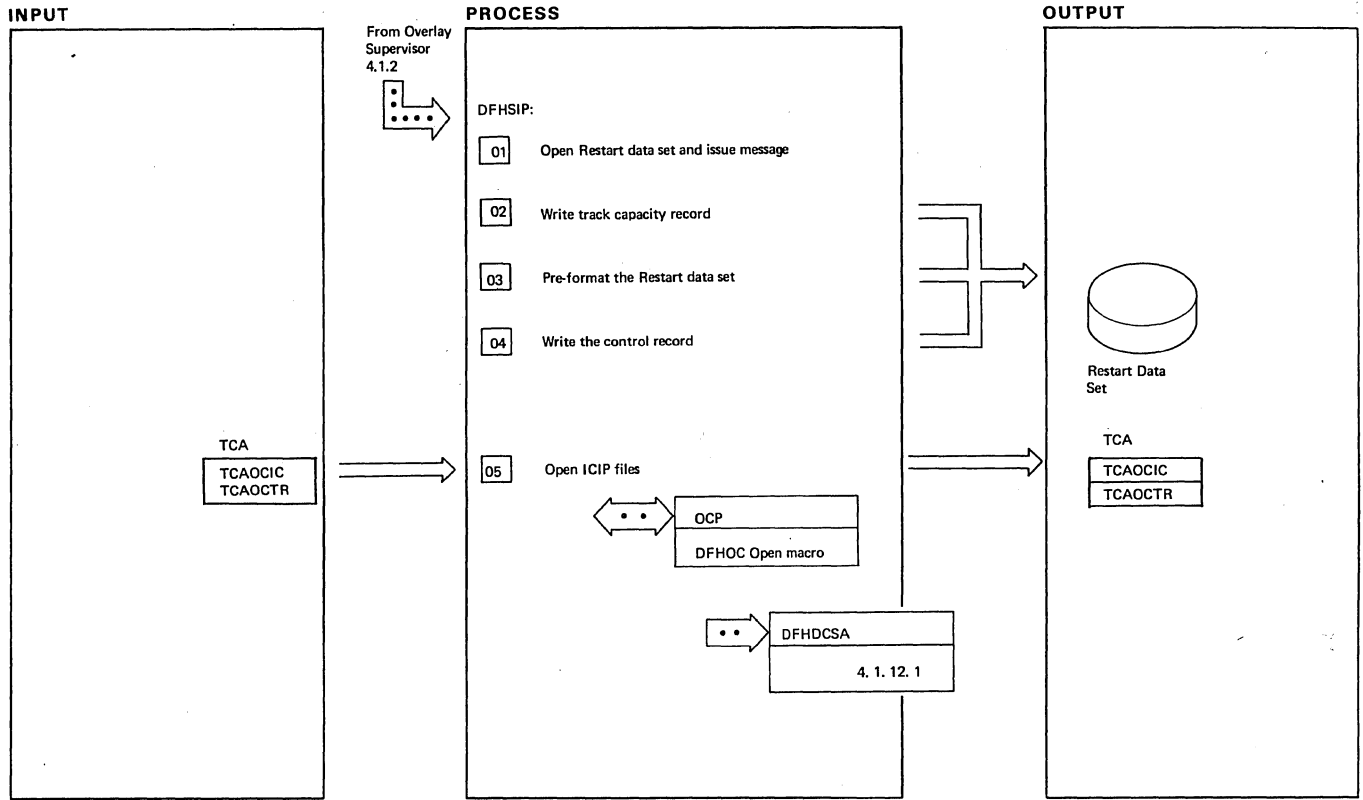 INPUT
PROCESS
OUTPUT
From Overlay
Supervisor
4.1.2
DFHSIP:
01 Open Restart data set and issue message
02 Write track capacity record
03 Pre-format the Restart data set
04 Write the control record
Restart Data
Set
TCA
TCAOCIC
TCAOCTR
05 Open ICIP files
TCA
TCAOCIC
TCAOCTR
OCP
DFHOC Open macro
DFHDCSA
4. 1. 12. 1